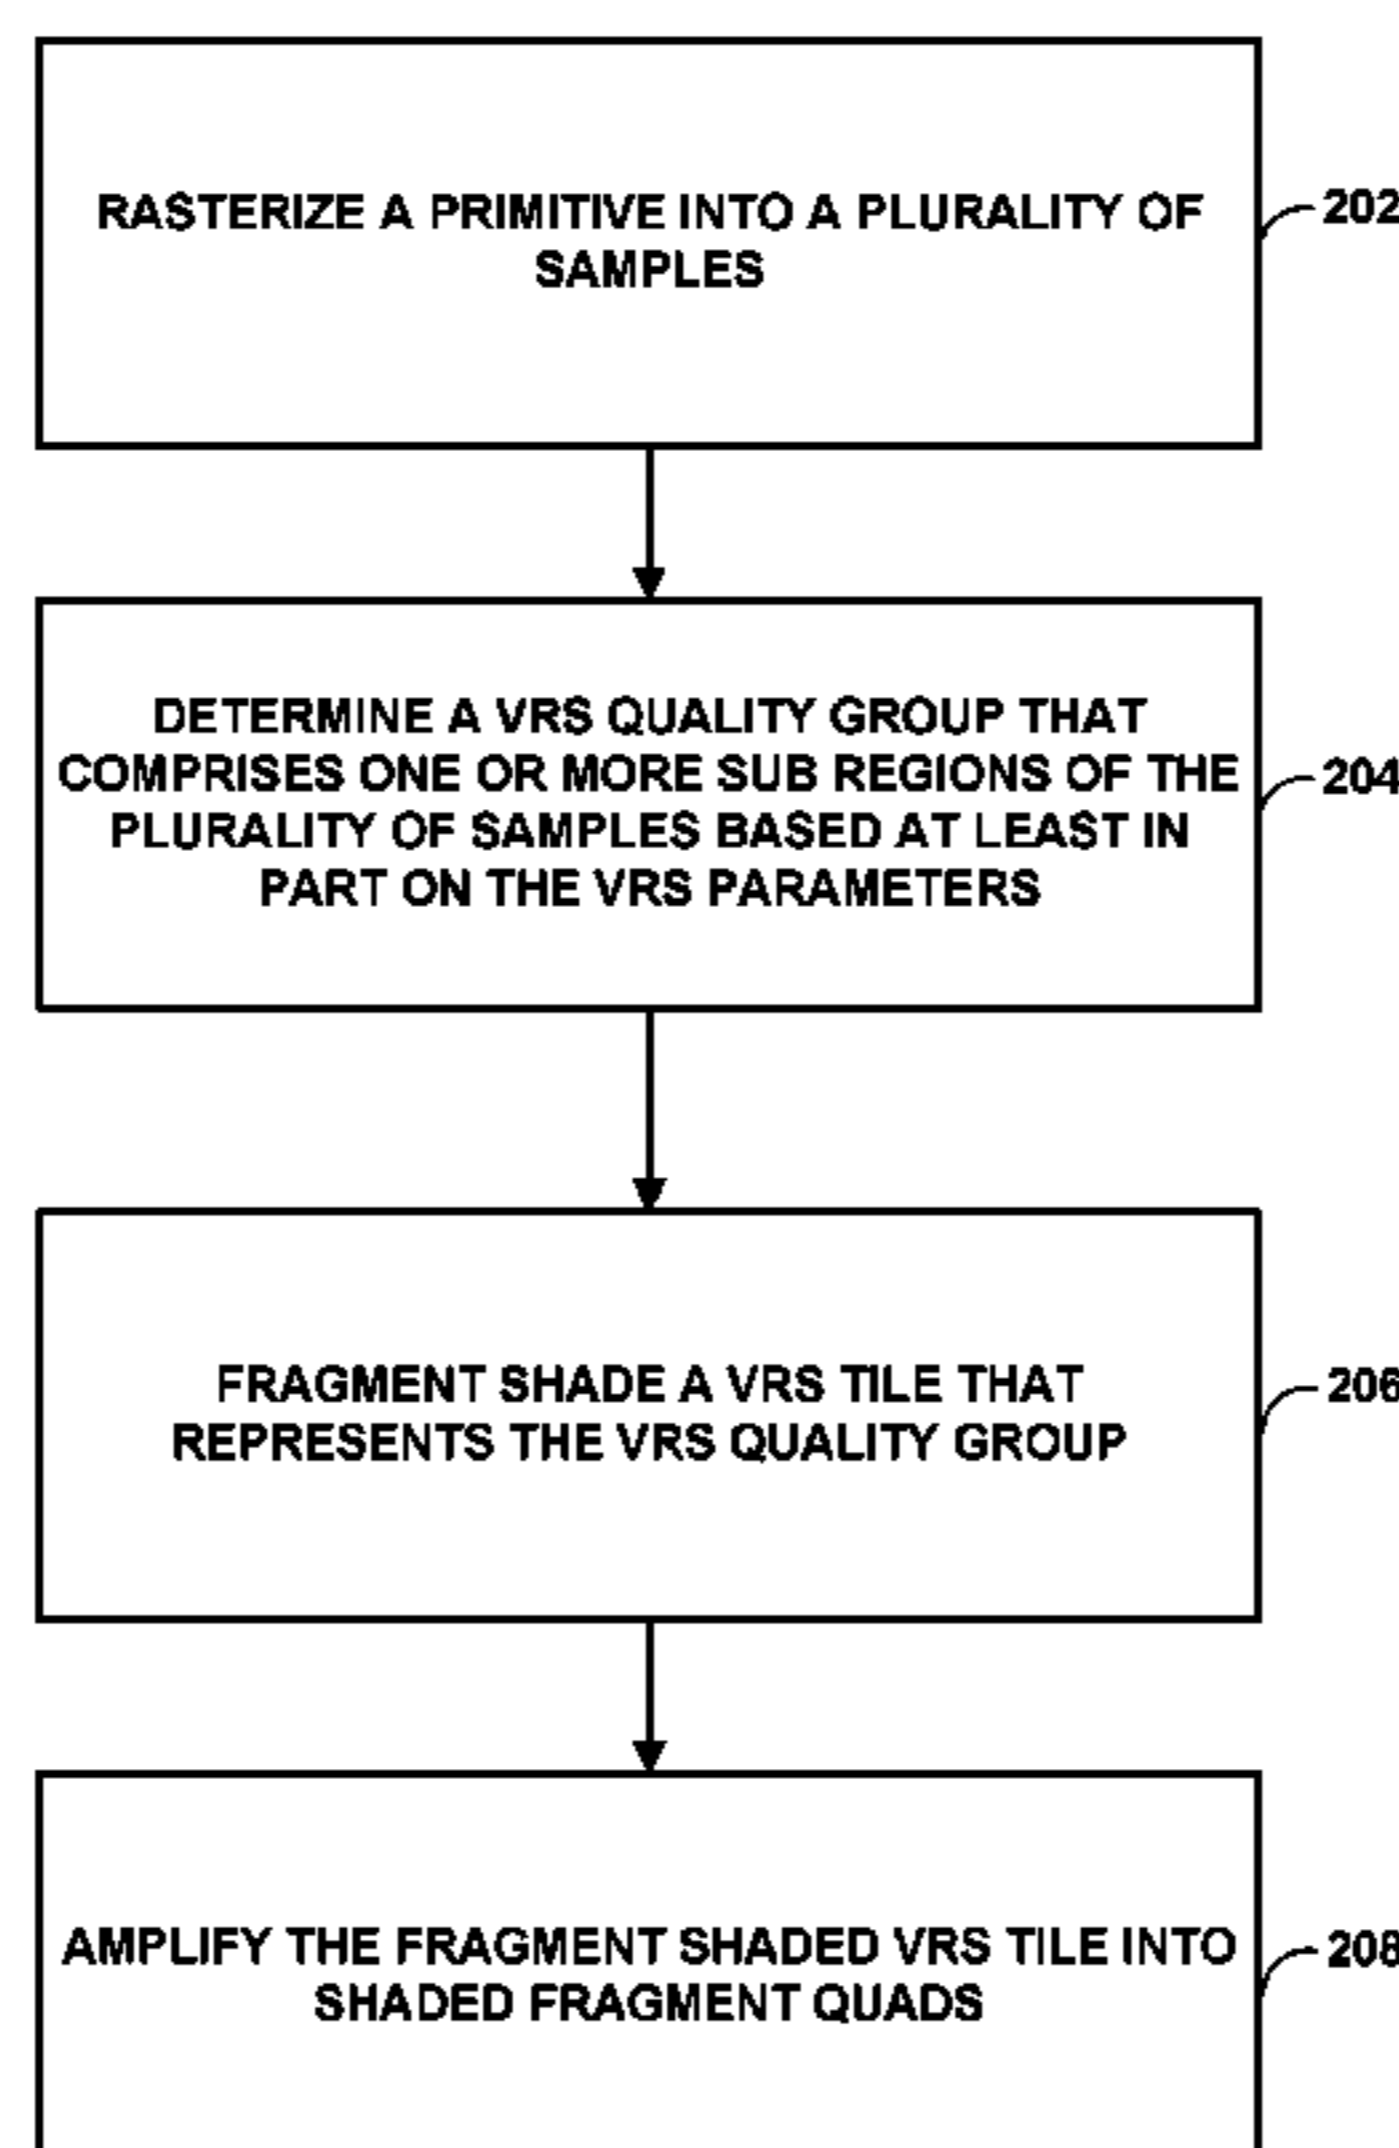 RASTERIZE A PRIMITIVE INTO A PLURALITY OF
SAMPLES
202
DETERMINE A VRS QUALITY GROUP THAT
COMPRISES ONE OR MORE SUB REGIONS OF THE
PLURALITY OF SAMPLES BASED AT LEAST IN
PART ON THE VRS PARAMETERS
204
FRAGMENT SHADE A VRS TILE THAT
REPRESENTS THE VRS QUALITY GROUP
206
AMPLIFY THE FRAGMENT SHADED VRS TILE INTO
SHADED FRAGMENT QUADS
208